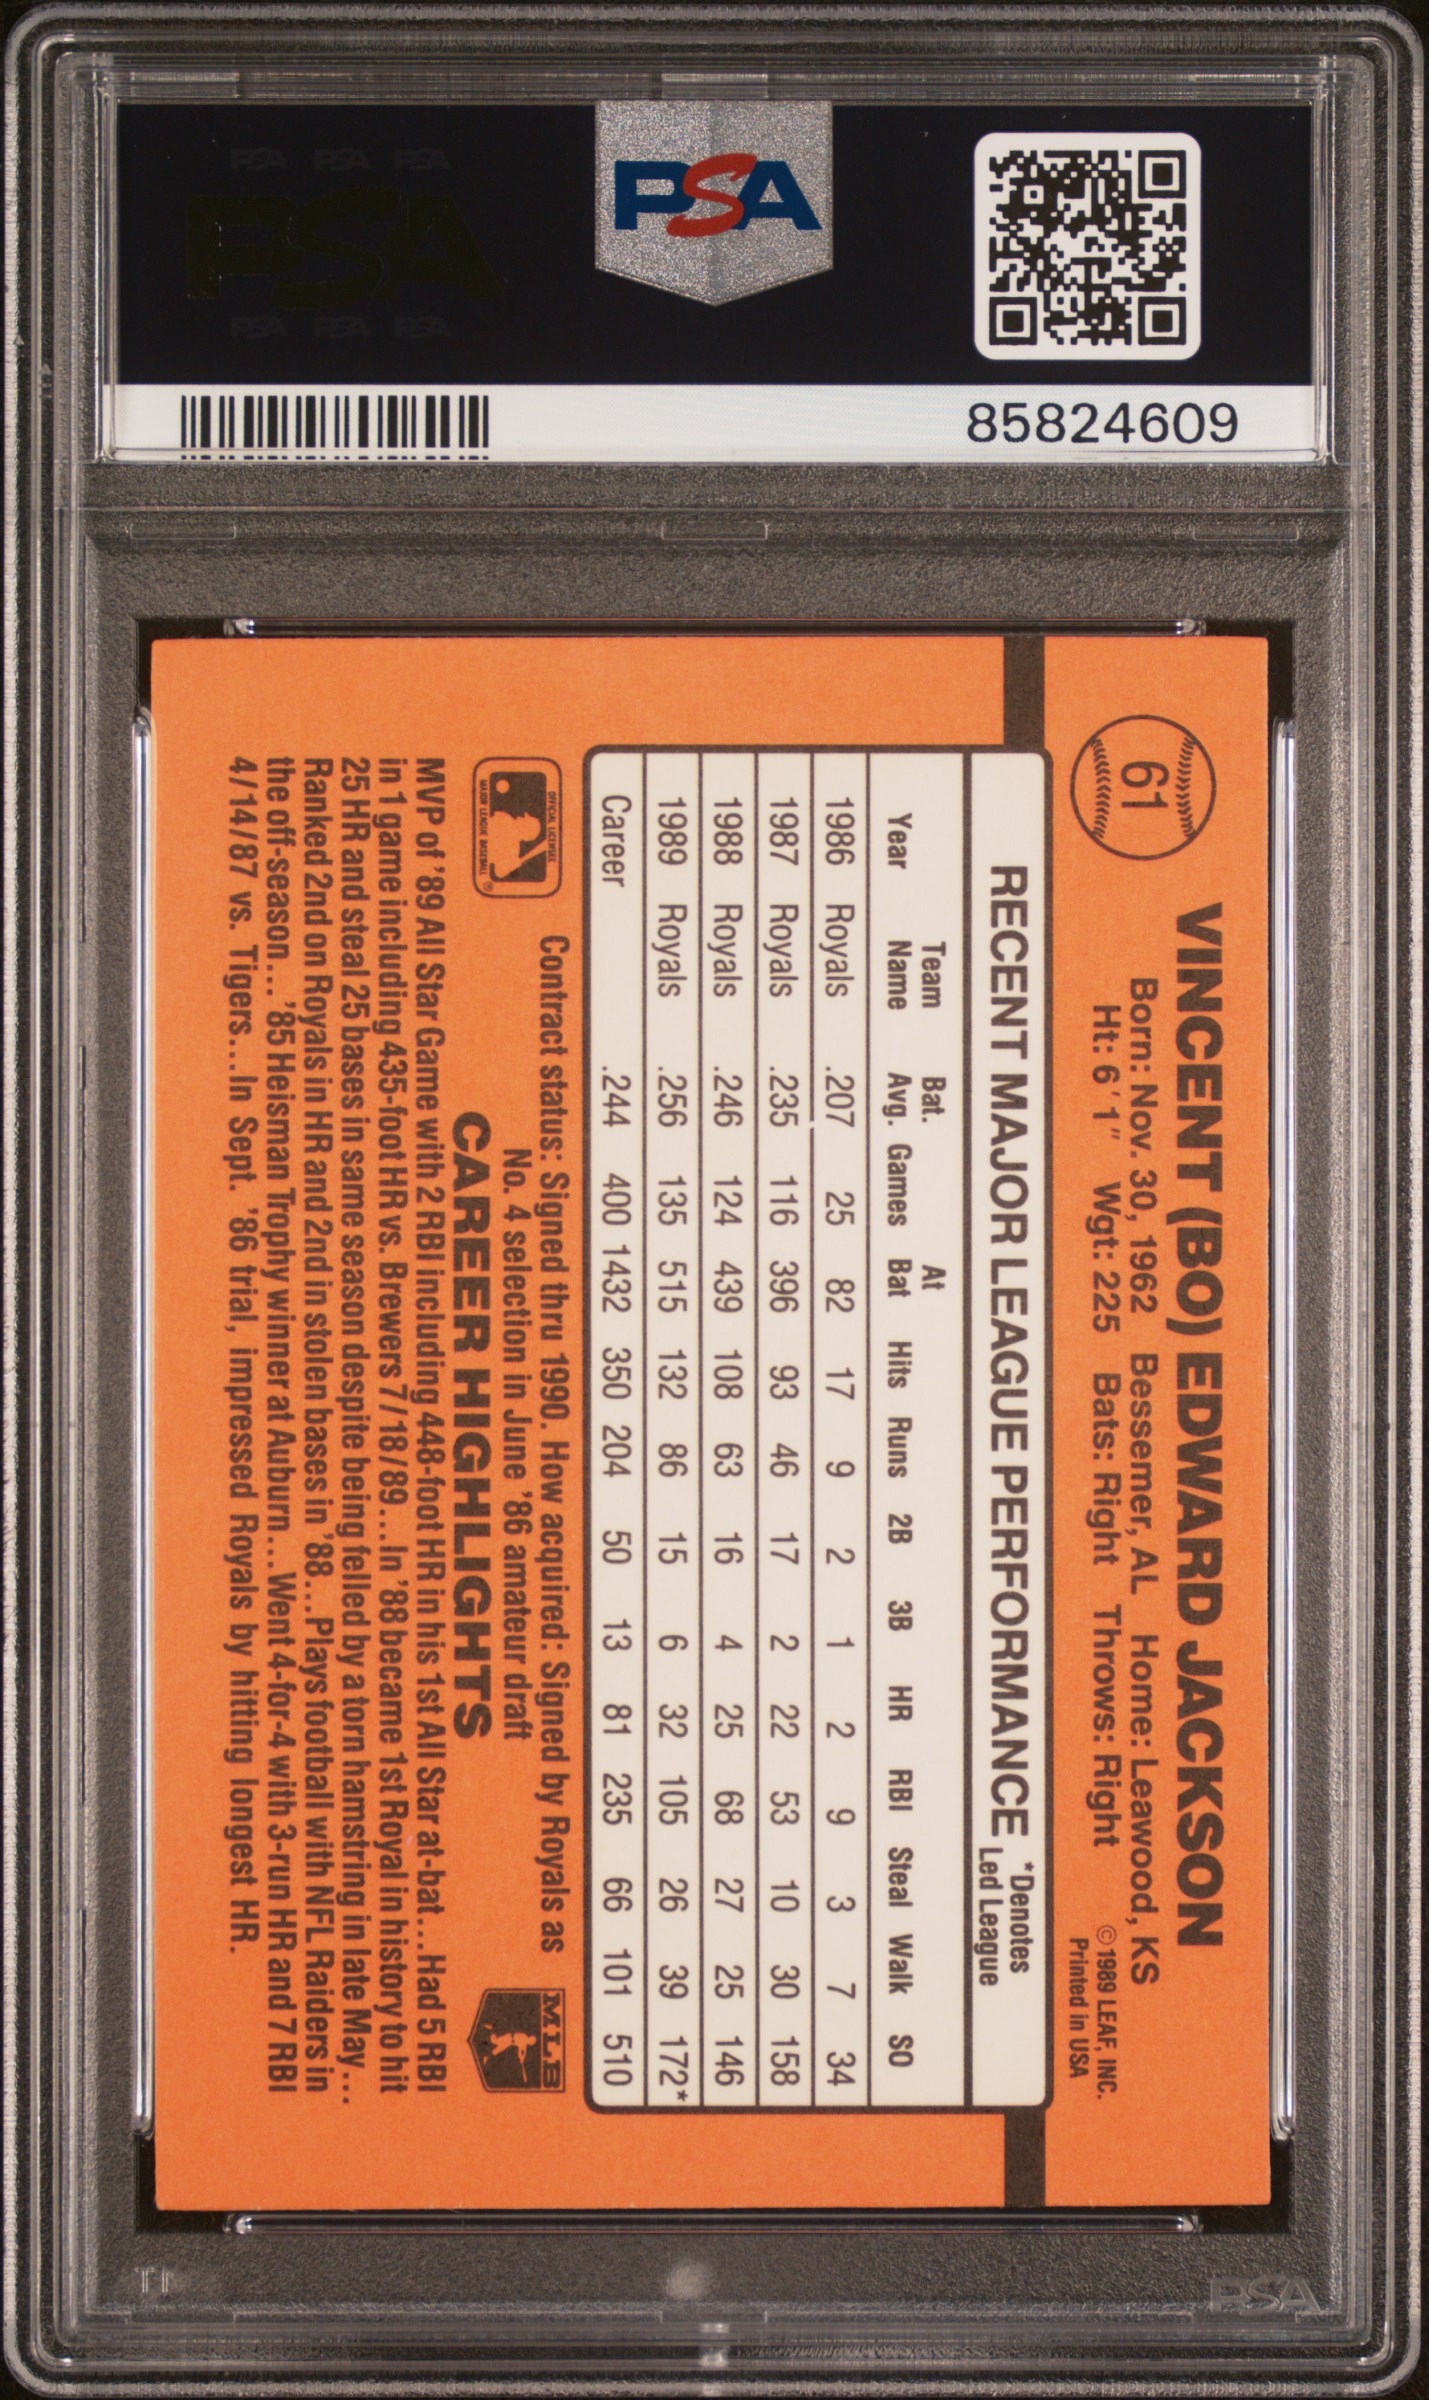 PSA PSA PSA
PSA
PSA PSA PSA
PSA
85824609
61
VINCENT (BO) EDWARD JACKSON
Born: Nov. 30, 1962 Bessemer, AL Home: Leawood, KS
Ht: 6′1″ Wgt: 225 Bats: Right Throws: Right
© 1989 LEAF, INC.
Printed in USA
RECENT MAJOR LEAGUE PERFORMANCE *Denotes Led League
Year Team Name Bat. Avg. Games At Bat Hits Runs 2B 3B HR RBI Steal Walk SO
1986 Royals .207 25 82 17 9 2 1 2 9 3 7 34
1987 Royals .235 116 396 93 46 17 2 22 53 10 30 158
1988 Royals .246 124 439 108 63 16 4 25 68 27 25 146
1989 Royals .256 135 515 132 86 15 6 32 105 26 39 172*
Career .244 400 1432 350 204 50 13 81 235 66 101 510
OFFICIAL LICENSEE
MAJOR LEAGUE BASEBALL ®
Contract status: Signed thru 1990. How acquired: Signed by Royals as
No. 4 selection in June '86 amateur draft
MLB
CAREER HIGHLIGHTS
MVP of '89 All Star Game with 2 RBI including 448-foot HR in his 1st All Star at-bat...Had 5 RBI
in 1 game including 435-foot HR vs. Brewers 7/18/89...In '88 became 1st Royal in history to hit
25 HR and steal 25 bases in same season despite being felled by a torn hamstring in late May...
Ranked 2nd on Royals in HR and 2nd in stolen bases in '88...Plays football with NFL Raiders in
the off-season...'85 Heisman Trophy winner at Auburn...Went 4-for-4 with 3-run HR and 7 RBI
4/14/87 vs. Tigers...In Sept. '86 trial, impressed Royals by hitting longest HR.
PSA